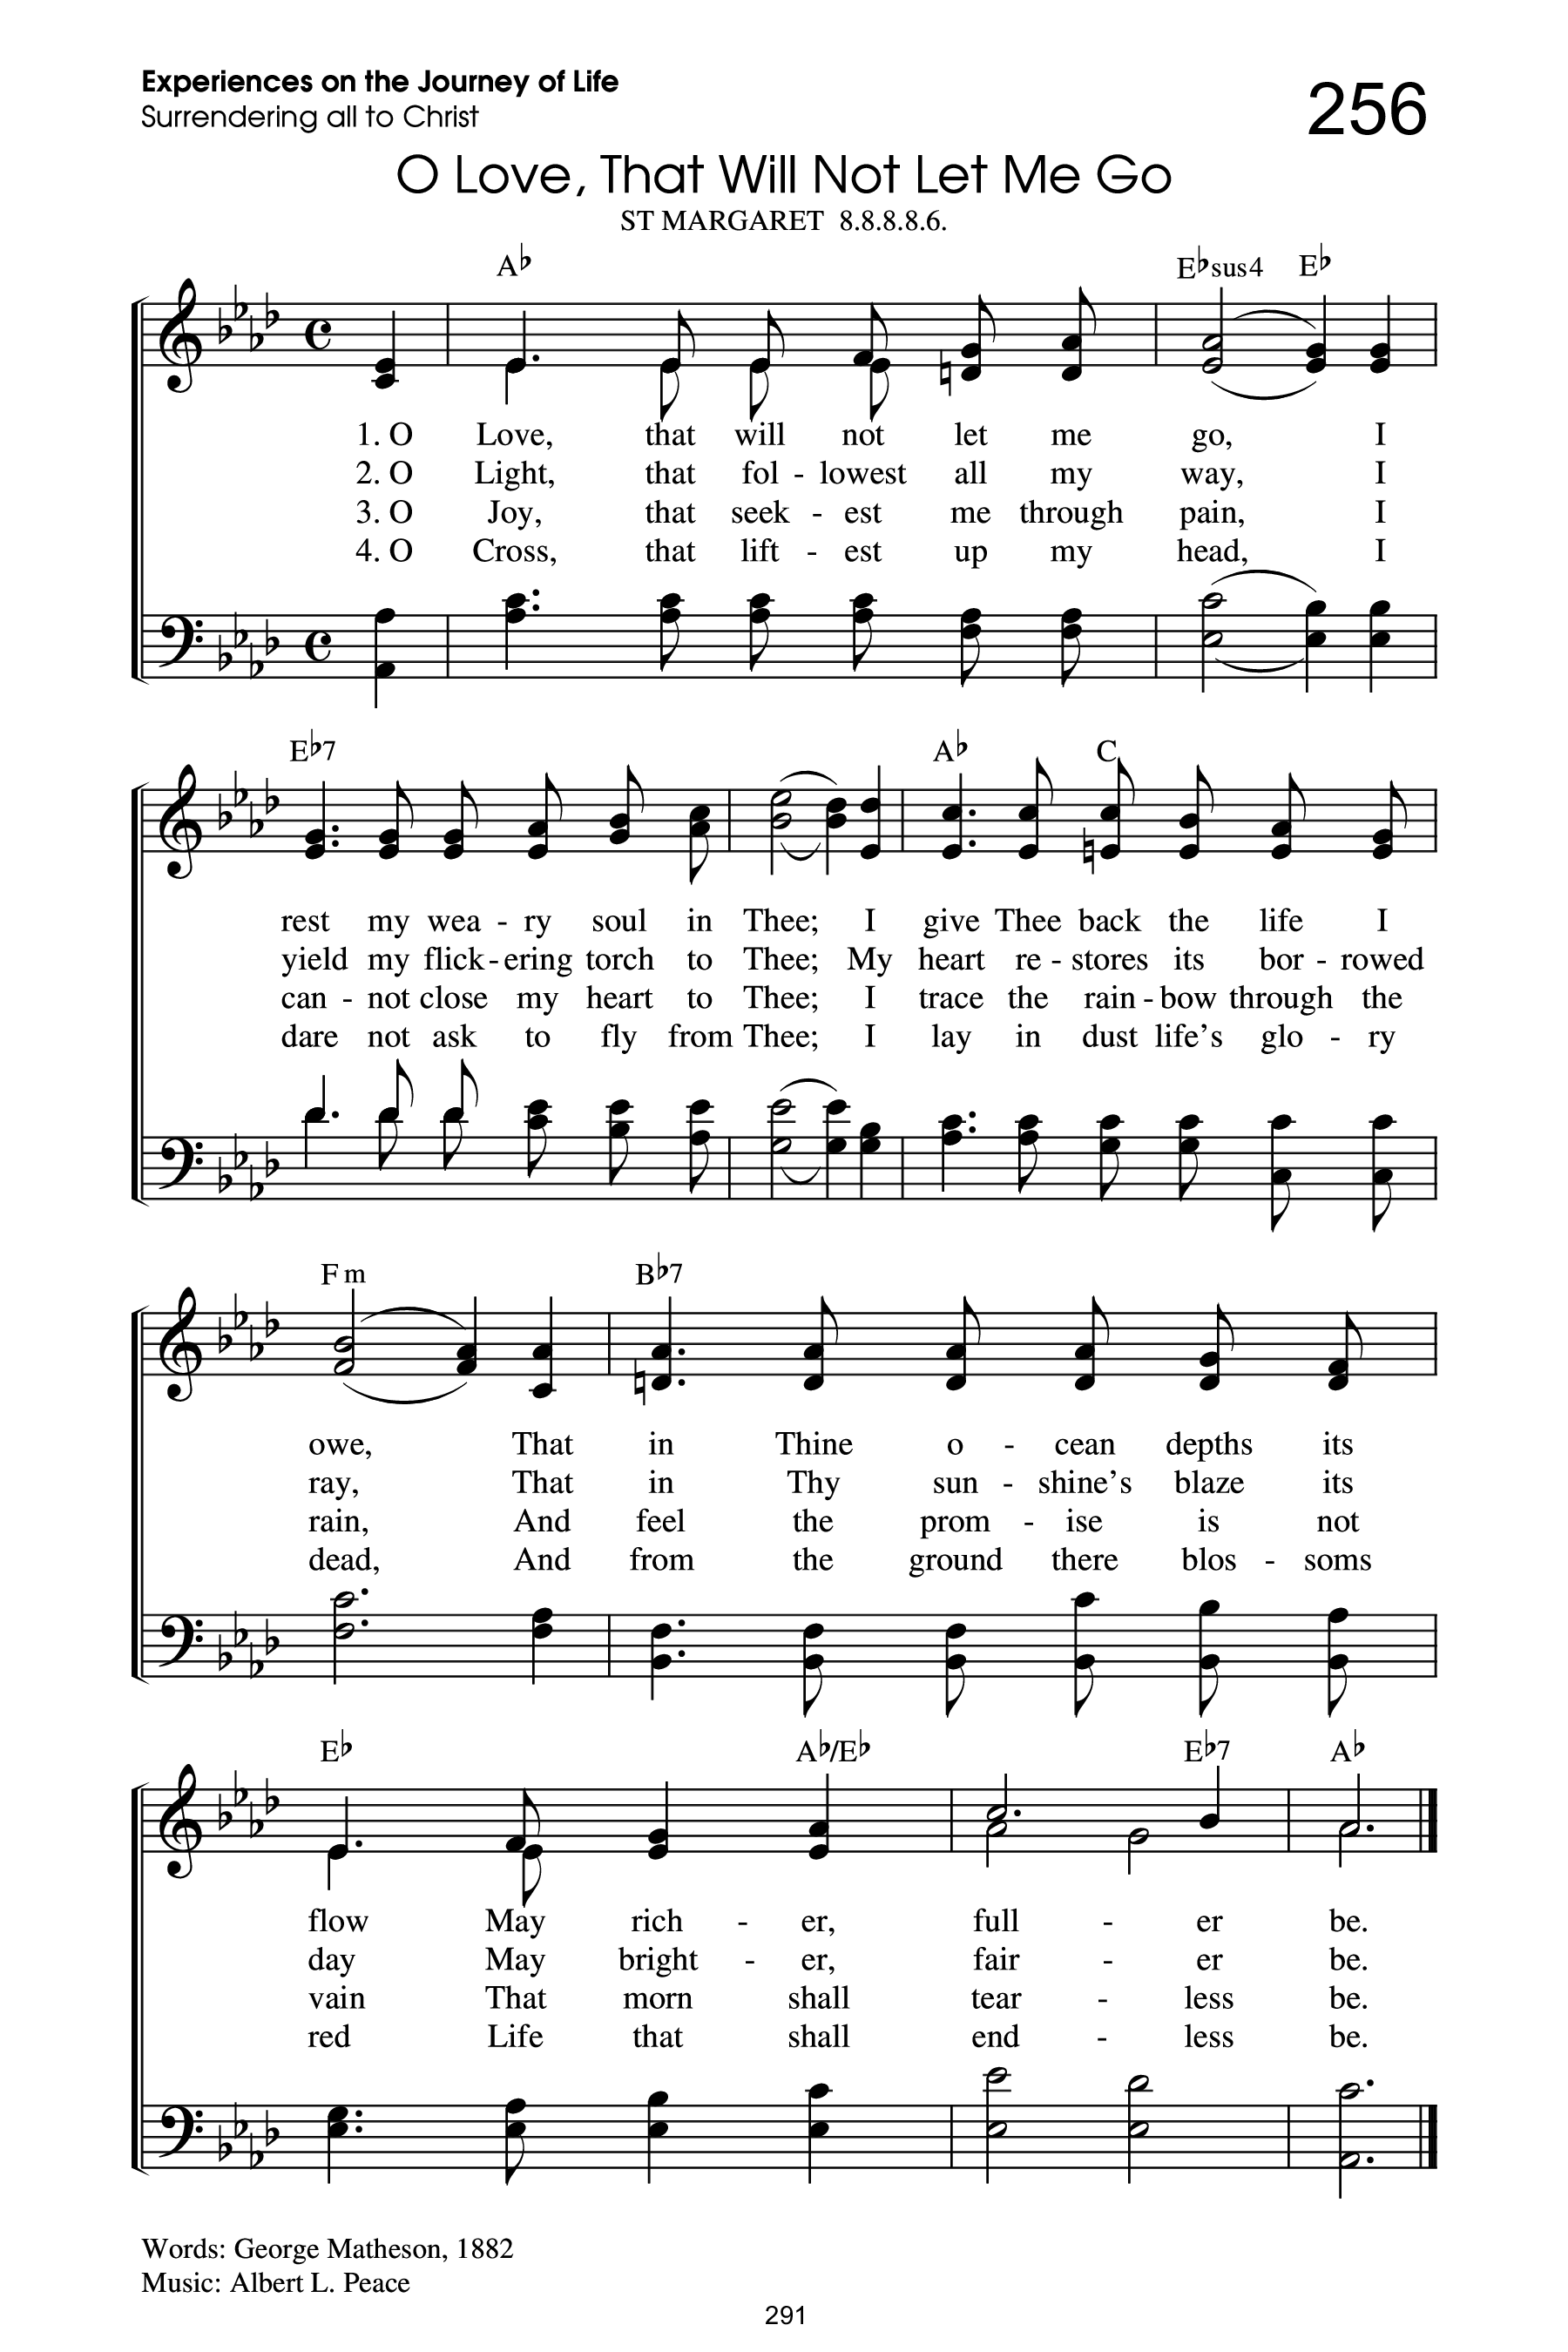 Experiences on the Journey of Life
Surrendering all to Christ
256
O Love, That Will Not Let Me Go
ST MARGARET 8.8.8.8.6.
A♭ E♭sus4 E♭
1. O Love, that will not let me go, I
2. O Light, that fol - lowest all my way, I
3. O Joy, that seek - est me through pain, I
4. O Cross, that lift - est up my head, I
E♭7 A♭ C
rest my wea - ry soul in Thee; I give Thee back the life I
yield my flick - ering torch to Thee; My heart re - stores its bor - rowed
can - not close my heart to Thee; I trace the rain - bow through the
dare not ask to fly from Thee; I lay in dust life's glo - ry
Fm B♭7
owe, That in Thine o - cean depths its
ray, That in Thy sun - shine's blaze its
rain, And feel the prom - ise is not
dead, And from the ground there blos - soms
E♭ A♭/E♭ E♭7 A♭
flow May rich - er, full - er be.
day May bright - er, fair - er be.
vain That morn shall tear - less be.
red Life that shall end - less be.
Words: George Matheson, 1882
Music: Albert L. Peace
291